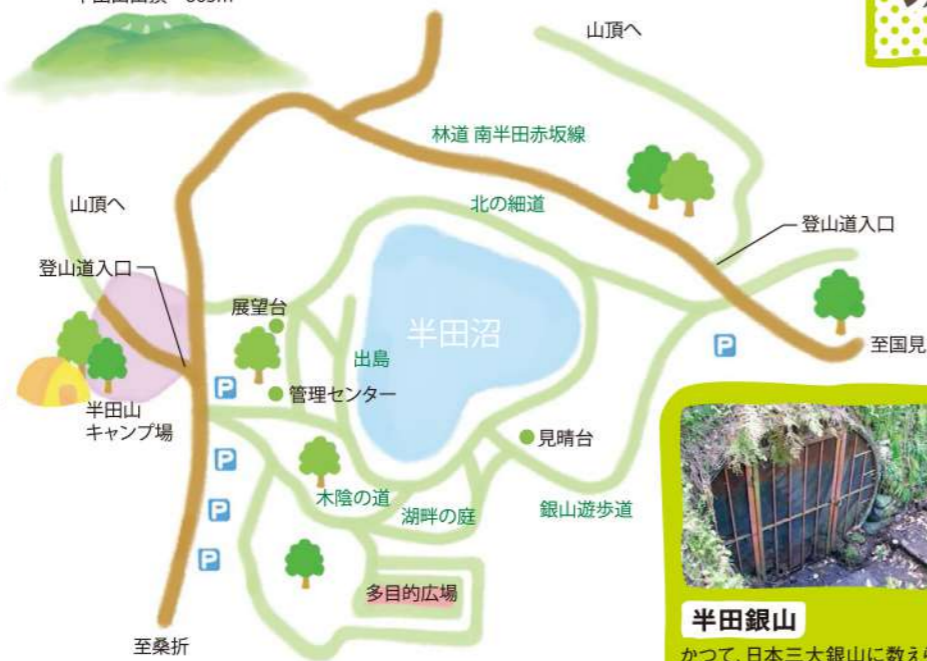 山頂へ
林道 南半田赤坂線
北の細道
山頂へ
登山道入口
登山道入口
展望台
半田沼
出島
P
至国見
P
管理センター
半田山
キャンプ場
見晴台
P
木陰の道
湖畔の庭
銀山遊歩道
P
P
多目的広場
至桑折
半田銀山
かつて、日本三大銀山に数え